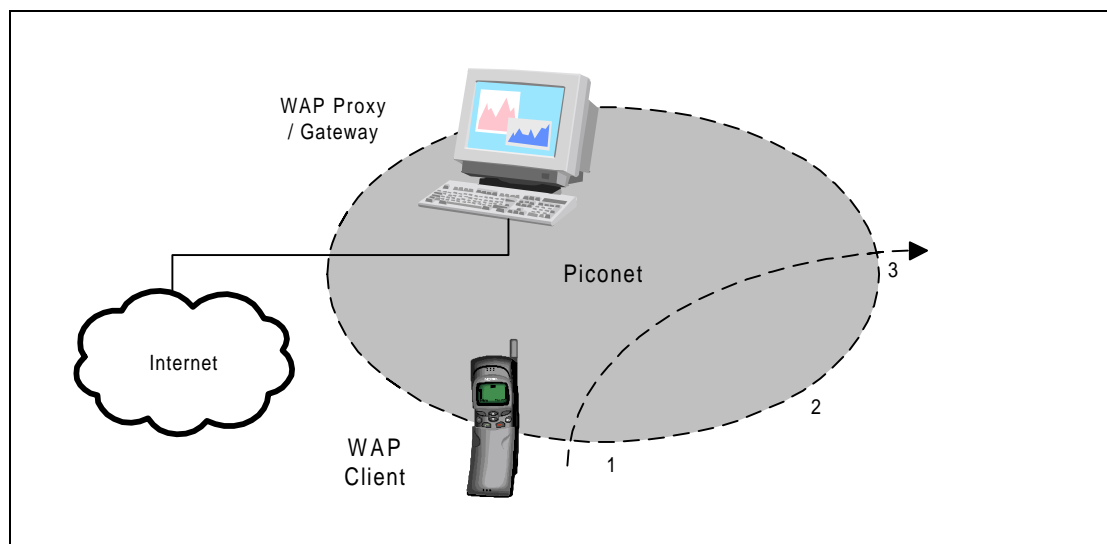 WAP Proxy
/ Gateway
Piconet
3
Internet
2
WAP
Client
1